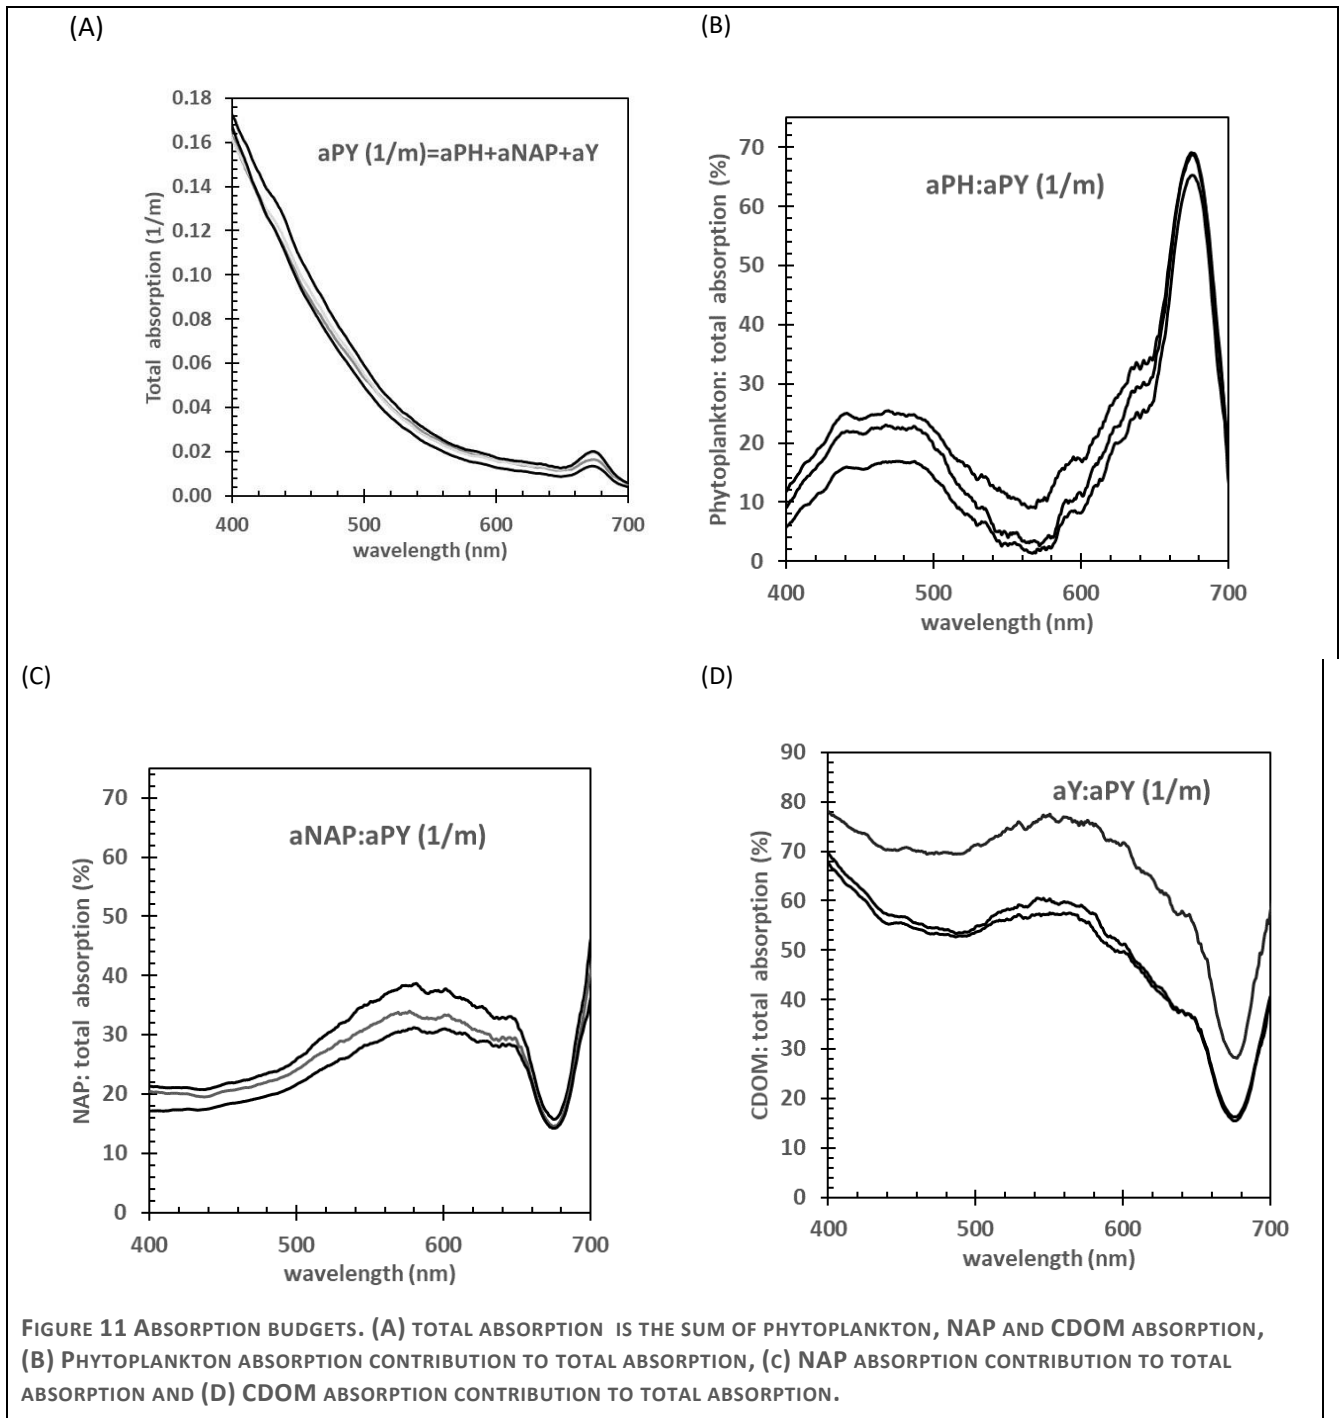 (A)
(B)
0.18
0.16
0.14
0.12
0.10
0.08
0.06
0.04
0.02
0.00
Total absorption (1/m)
aPY (1/m)=aPH+aNAP+aY
400 500 600 700
wavelength (nm)
70
60
50
40
30
20
10
0
Phytoplankton: total absorption (%)
aPH:aPY (1/m)
400 500 600 700
wavelength (nm)
(C)
(D)
70
60
50
40
30
20
10
0
NAP: total absorption (%)
aNAP:aPY (1/m)
400 500 600 700
wavelength (nm)
90
80
70
60
50
40
30
20
10
0
CDOM: total absorption (%)
aY:aPY (1/m)
400 500 600 700
wavelength (nm)
FIGURE 11 ABSORPTION BUDGETS. (A) TOTAL ABSORPTION IS THE SUM OF PHYTOPLANKTON, NAP AND CDOM ABSORPTION,
(B) PHYTOPLANKTON ABSORPTION CONTRIBUTION TO TOTAL ABSORPTION, (C) NAP ABSORPTION CONTRIBUTION TO TOTAL
ABSORPTION AND (D) CDOM ABSORPTION CONTRIBUTION TO TOTAL ABSORPTION.